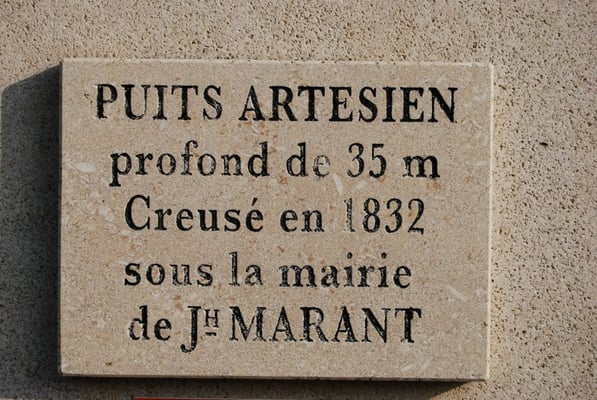 PUITS ARTESIEN
profond de 35 m
Creusé en 1832
sous la mairie
de Jᴴ MARANT